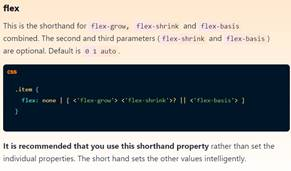 flex
This is the shorthand for flex-grow, flex-shrink and flex-basis
combined. The second and third parameters (flex-shrink and flex-basis)
are optional. Default is 0 1 auto.
CSS
.item {
flex: none | [ <'flex-grow'> <'flex-shrink'>? || <'flex-basis'> ]
}
It is recommended that you use this shorthand property rather than set the
individual properties. The short hand sets the other values intelligently.